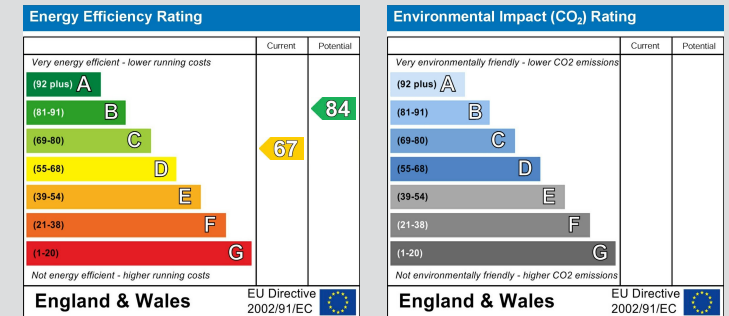 Energy Efficiency Rating
Current Potential
Very energy efficient - lower running costs
(92 plus) A
(81-91) B
84
(69-80) C
67
(55-68) D
(39-54) E
(21-38) F
(1-20) G
Not energy efficient - higher running costs
England & Wales
EU Directive
2002/91/EC
Environmental Impact (CO₂) Rating
Current Potential
Very environmentally friendly - lower CO2 emissions
(92 plus) A
(81-91) B
(69-80) C
(55-68) D
(39-54) E
(21-38) F
(1-20) G
Not environmentally friendly - higher CO2 emissions
England & Wales
EU Directive
2002/91/EC